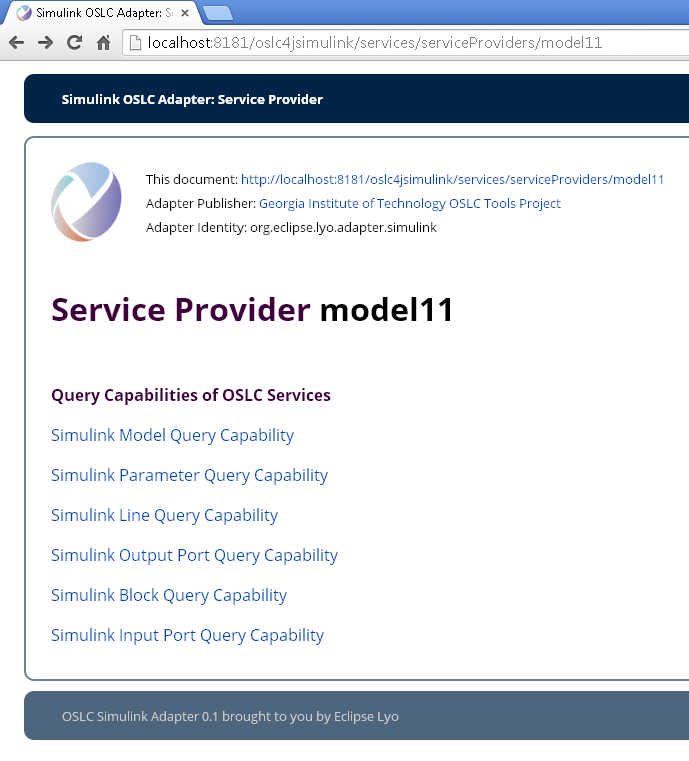 Simulink OSLC Adapter: S
localhost:8181/oslc4jsimulink/services/serviceProviders/model11
Simulink OSLC Adapter: Service Provider
This document: http://localhost:8181/oslc4jsimulink/services/serviceProviders/model11
Adapter Publisher: Georgia Institute of Technology OSLC Tools Project
Adapter Identity: org.eclipse.lyo.adapter.simulink
Service Provider model11
Query Capabilities of OSLC Services
Simulink Model Query Capability
Simulink Parameter Query Capability
Simulink Line Query Capability
Simulink Output Port Query Capability
Simulink Block Query Capability
Simulink Input Port Query Capability
OSLC Simulink Adapter 0.1 brought to you by Eclipse Lyo